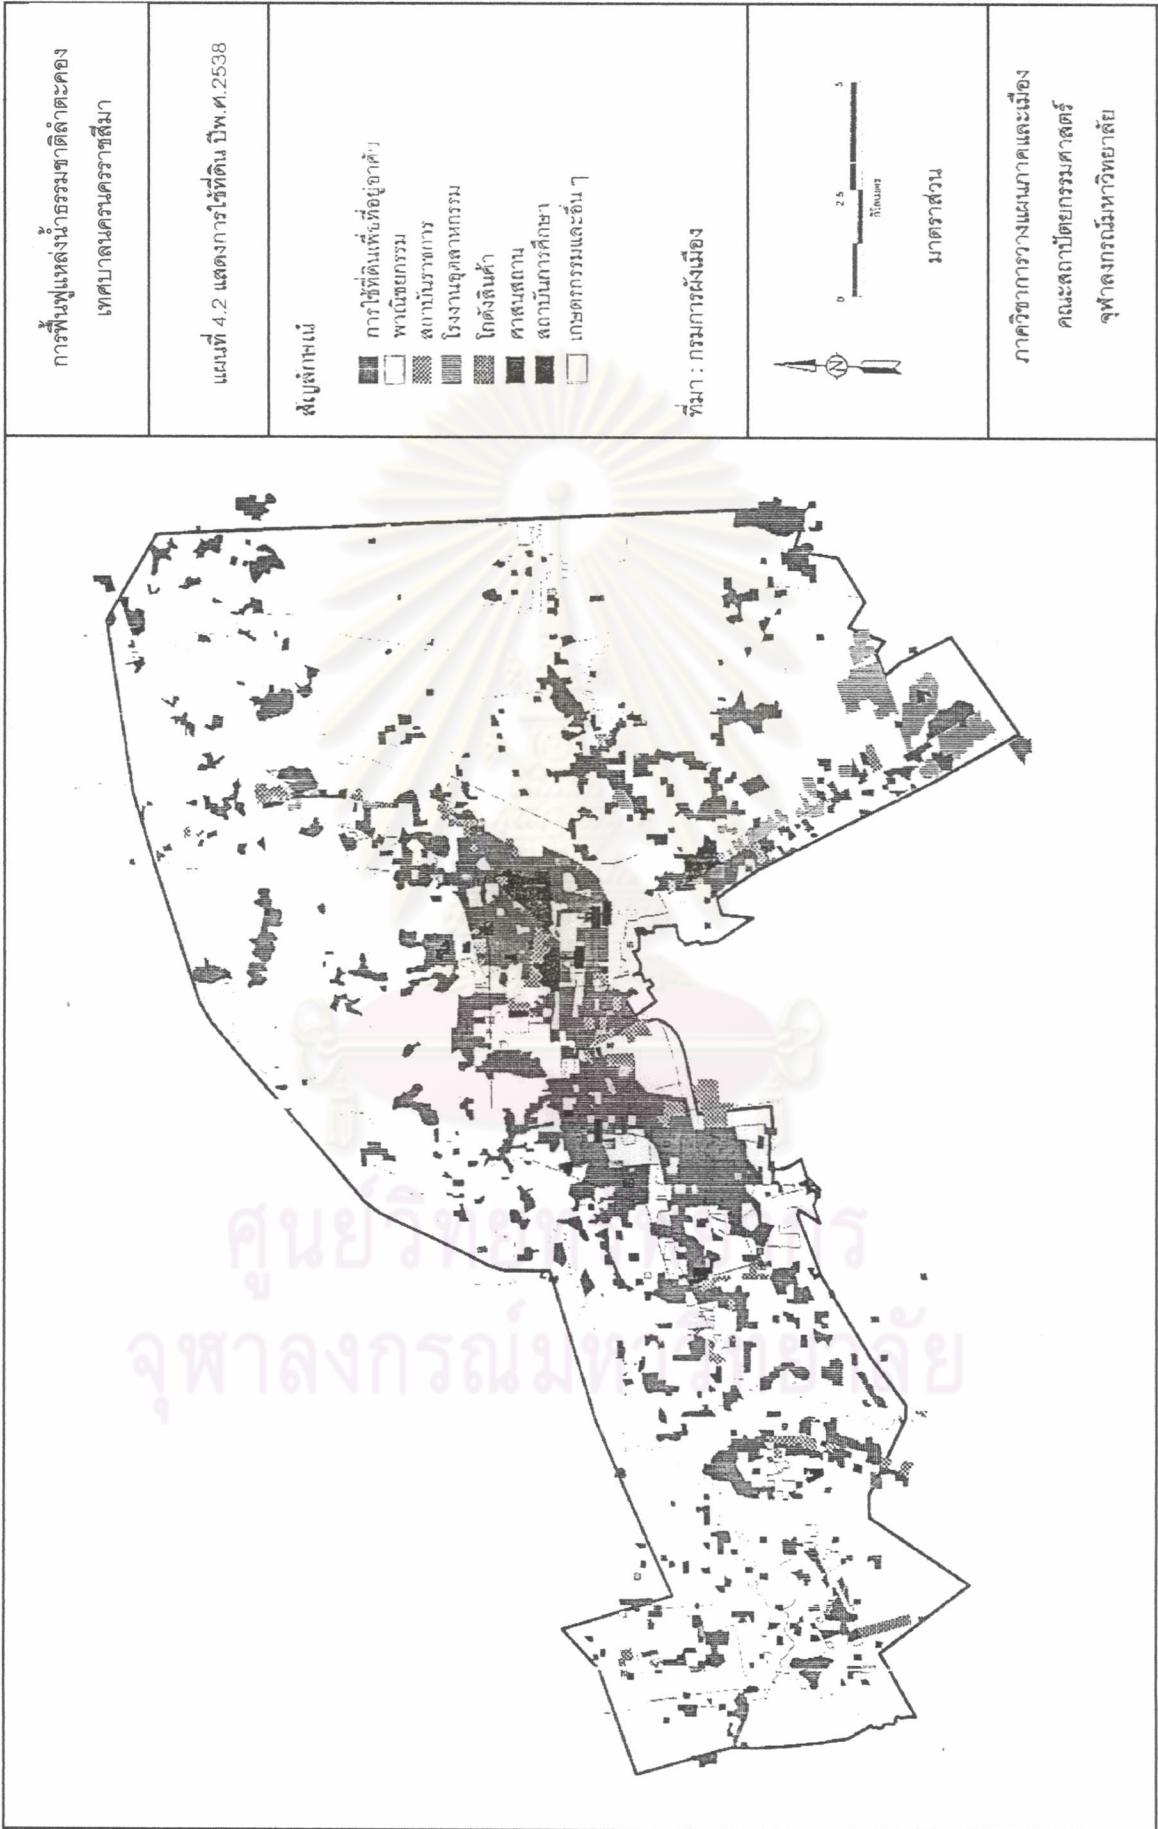 การฟื้นฟูแหล่งน้ำธรรมชาติลำตะคอง
เทศบาลนครนครราชสีมา
แผนที่ 4.2 แสดงการใช้ที่ดิน ปีพ.ศ.2538
สัญลักษณ์
การใช้ที่ดินเพื่อที่อยู่อาศัย
พาณิชยกรรม
สถาบันราชการ
โรงงานอุตสาหกรรม
โกดังสินค้า
ศาสนสถาน
สถาบันการศึกษา
เกษตรกรรมและอื่น ๆ
ที่มา : กรมการผังเมือง
N
0 2.5 5
กิโลเมตร
มาตราส่วน
ภาควิชาการวางแผนภาคและเมือง
คณะสถาปัตยกรรมศาสตร์
จุฬาลงกรณ์มหาวิทยาลัย
ศูนย์วิทยทรัพยากร
จุฬาลงกรณ์มหาวิทยาลัย